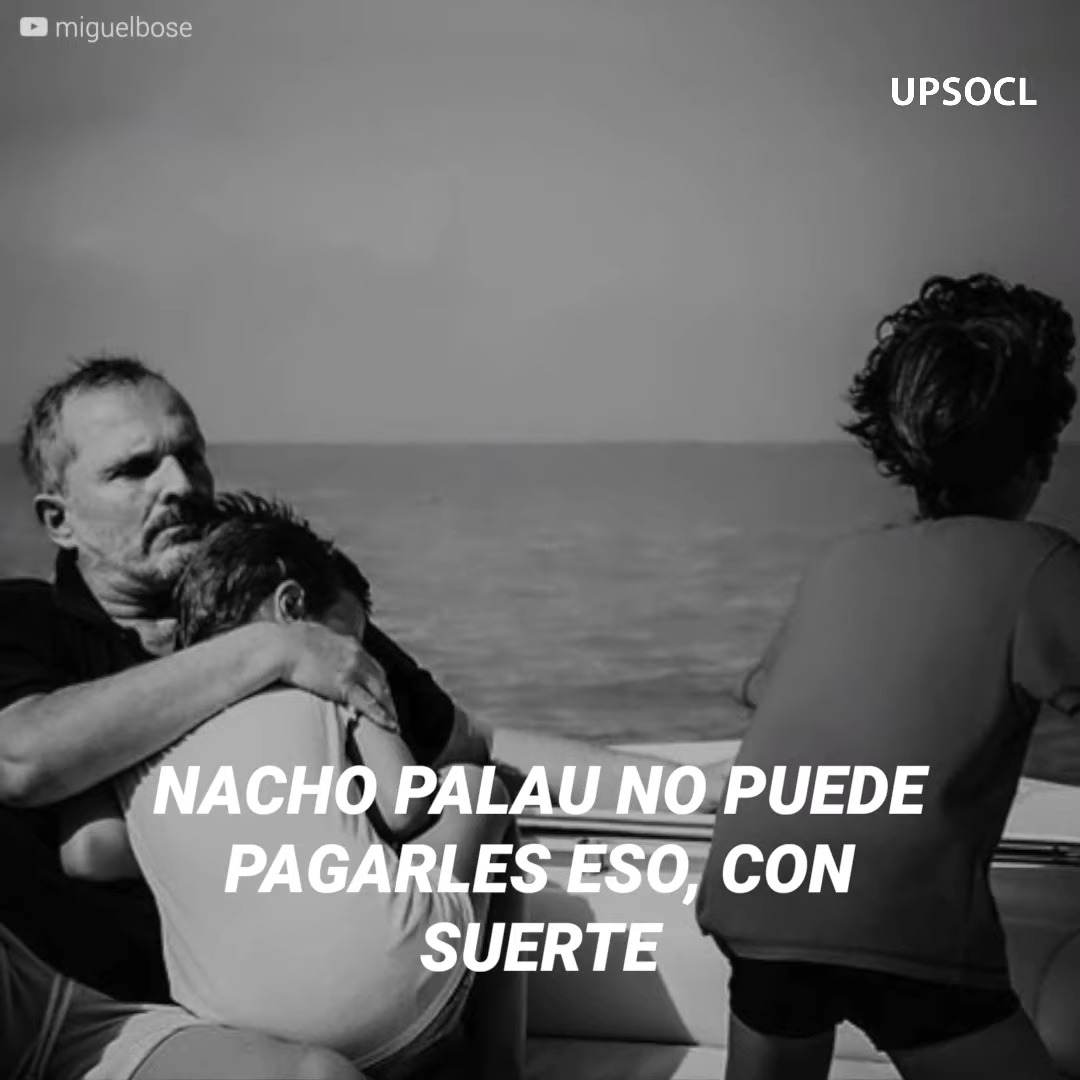 miguelbose
UPSOCL
NACHO PALAU NO PUEDE
PAGARLES ESO, CON
SUERTE